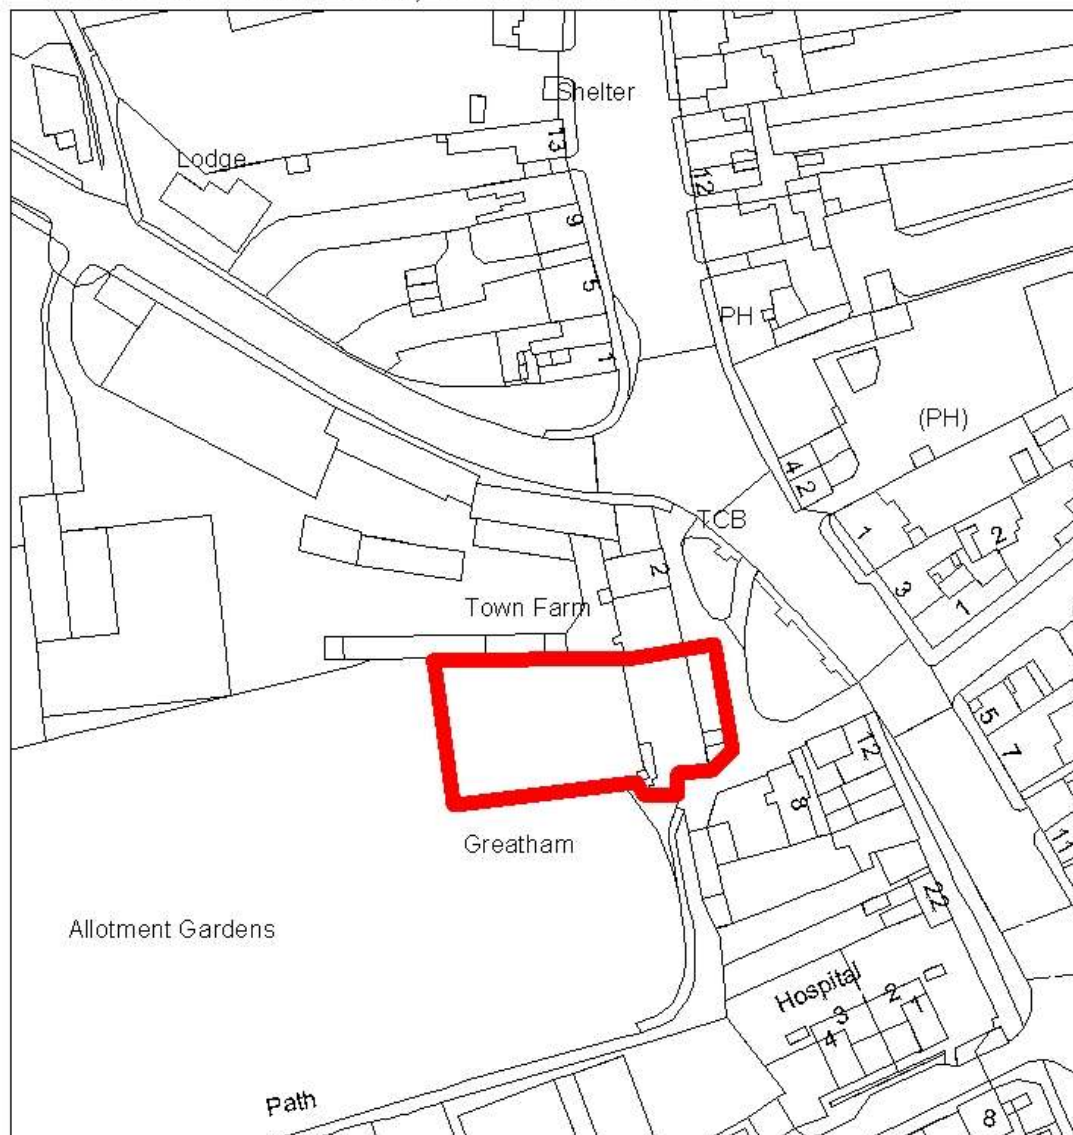 Shelter
13
Lodge
12
9
5
PH
1
(PH)
4
2
TCB
1
2
2
3
1
Town Farm
5
12
7
8
11
Greatham
22
Allotment Gardens
Hospital
2
1
3
4
Path
8